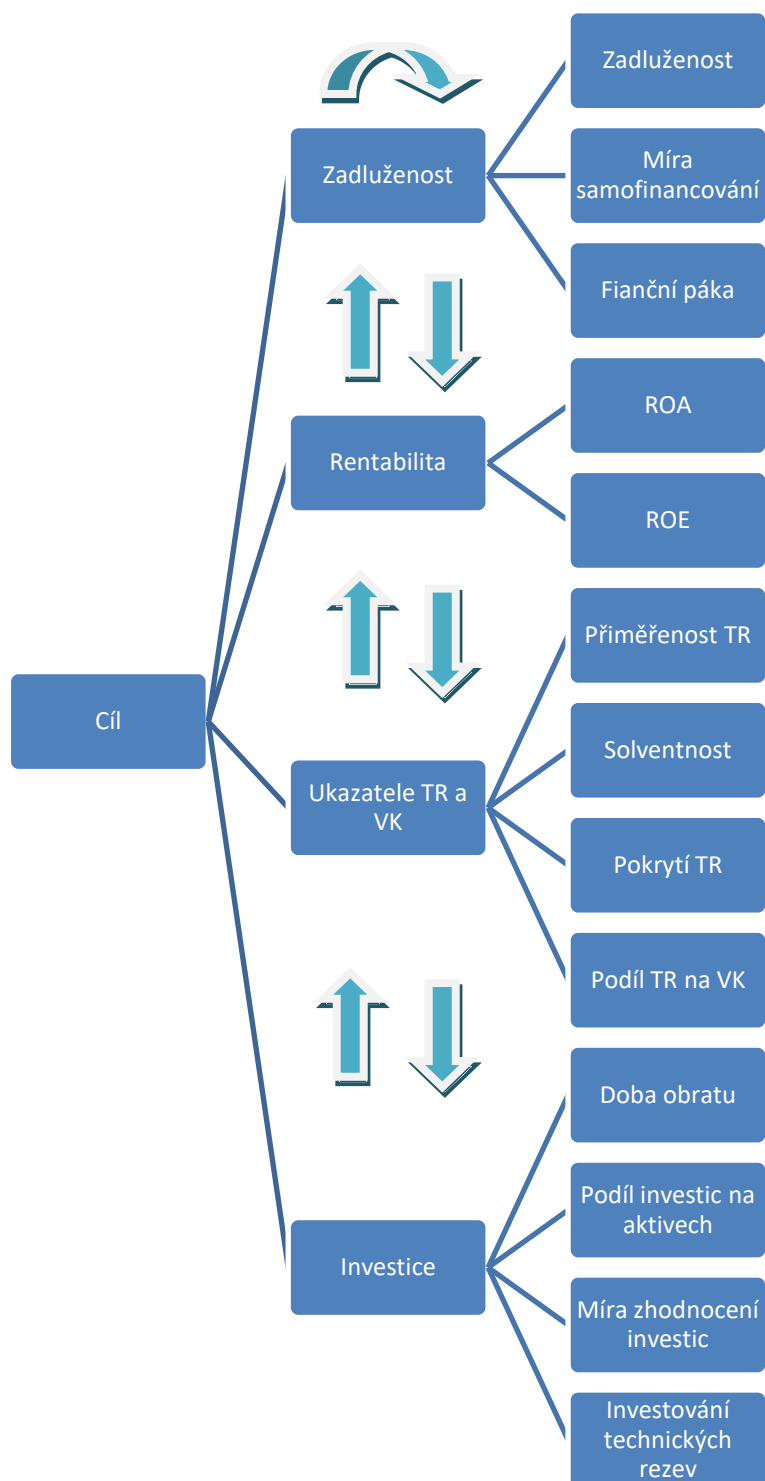 Zadluženost
Zadluženost
Míra
samofinancování
Fianční páka
Rentabilita
ROA
ROE
Cíl
Ukazatele TR a
VK
Přiměřenost TR
Solventnost
Pokrytí TR
Podíl TR na VK
Investice
Doba obratu
Podíl investic na
aktivech
Míra zhodnocení
investic
Investování
technických
rezev